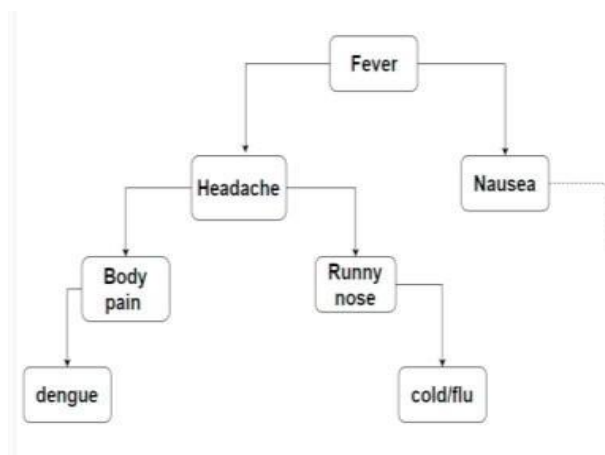 Fever
Headache
Nausea
Body
pain
Runny
nose
dengue
cold/flu